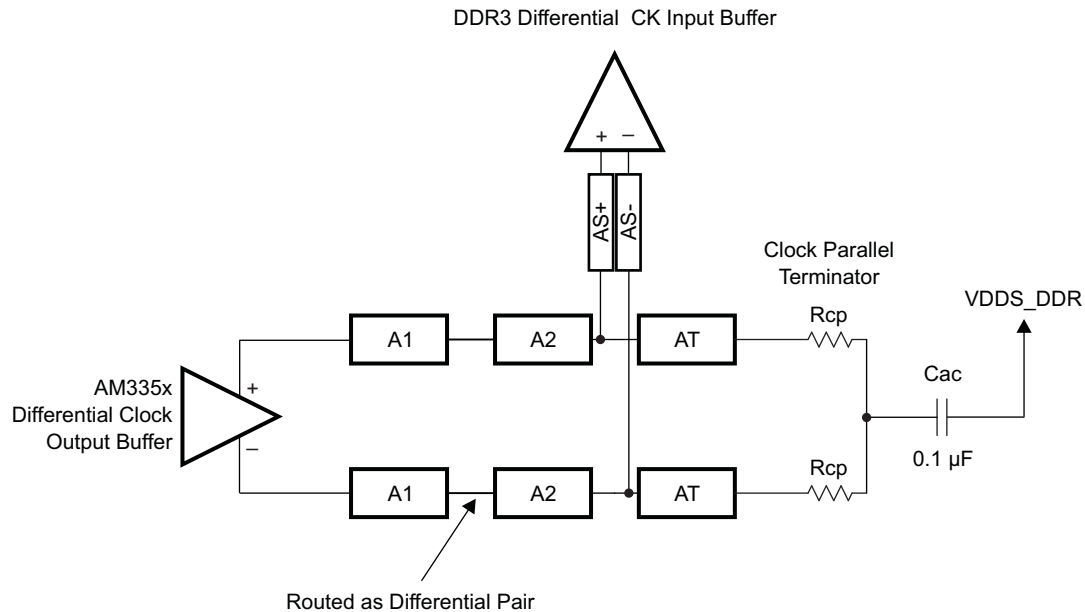 DDR3 Differential CK Input Buffer
+ −
AS+
AS-
Clock Parallel
Terminator
VDDS_DDR
A1
A2
AT
Rcp
Cac
AM335x
Differential Clock
Output Buffer
+
−
0.1 µF
Rcp
A1
A2
AT
Routed as Differential Pair